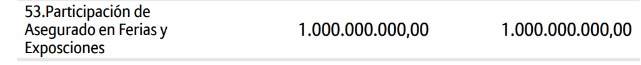 53.Participación de
Asegurado en Ferias y
Exposciones
1.000.000.000,00 1.000.000.000,00